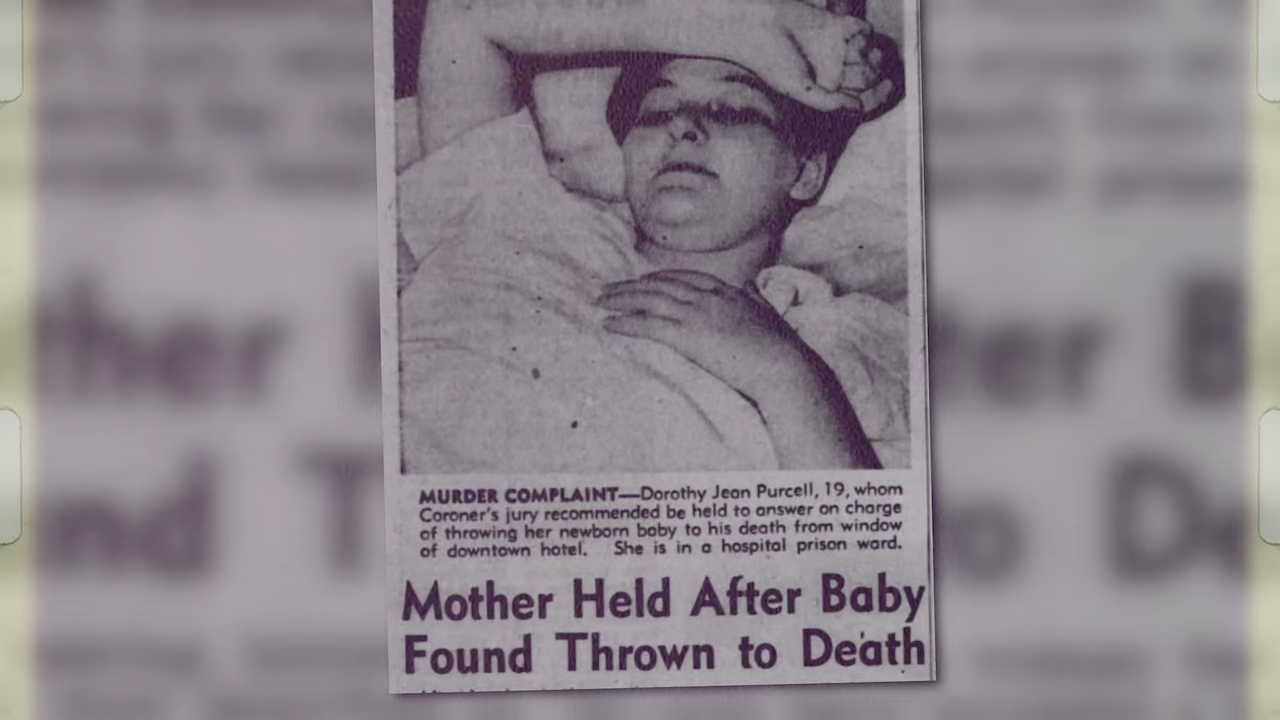 MURDER COMPLAINT—Dorothy Jean Purcell, 19, whom
Coroner's jury recommended be held to answer on charge
of throwing her newborn baby to his death from window
of downtown hotel. She is in a hospital prison ward.
Mother Held After Baby
Found Thrown to Death